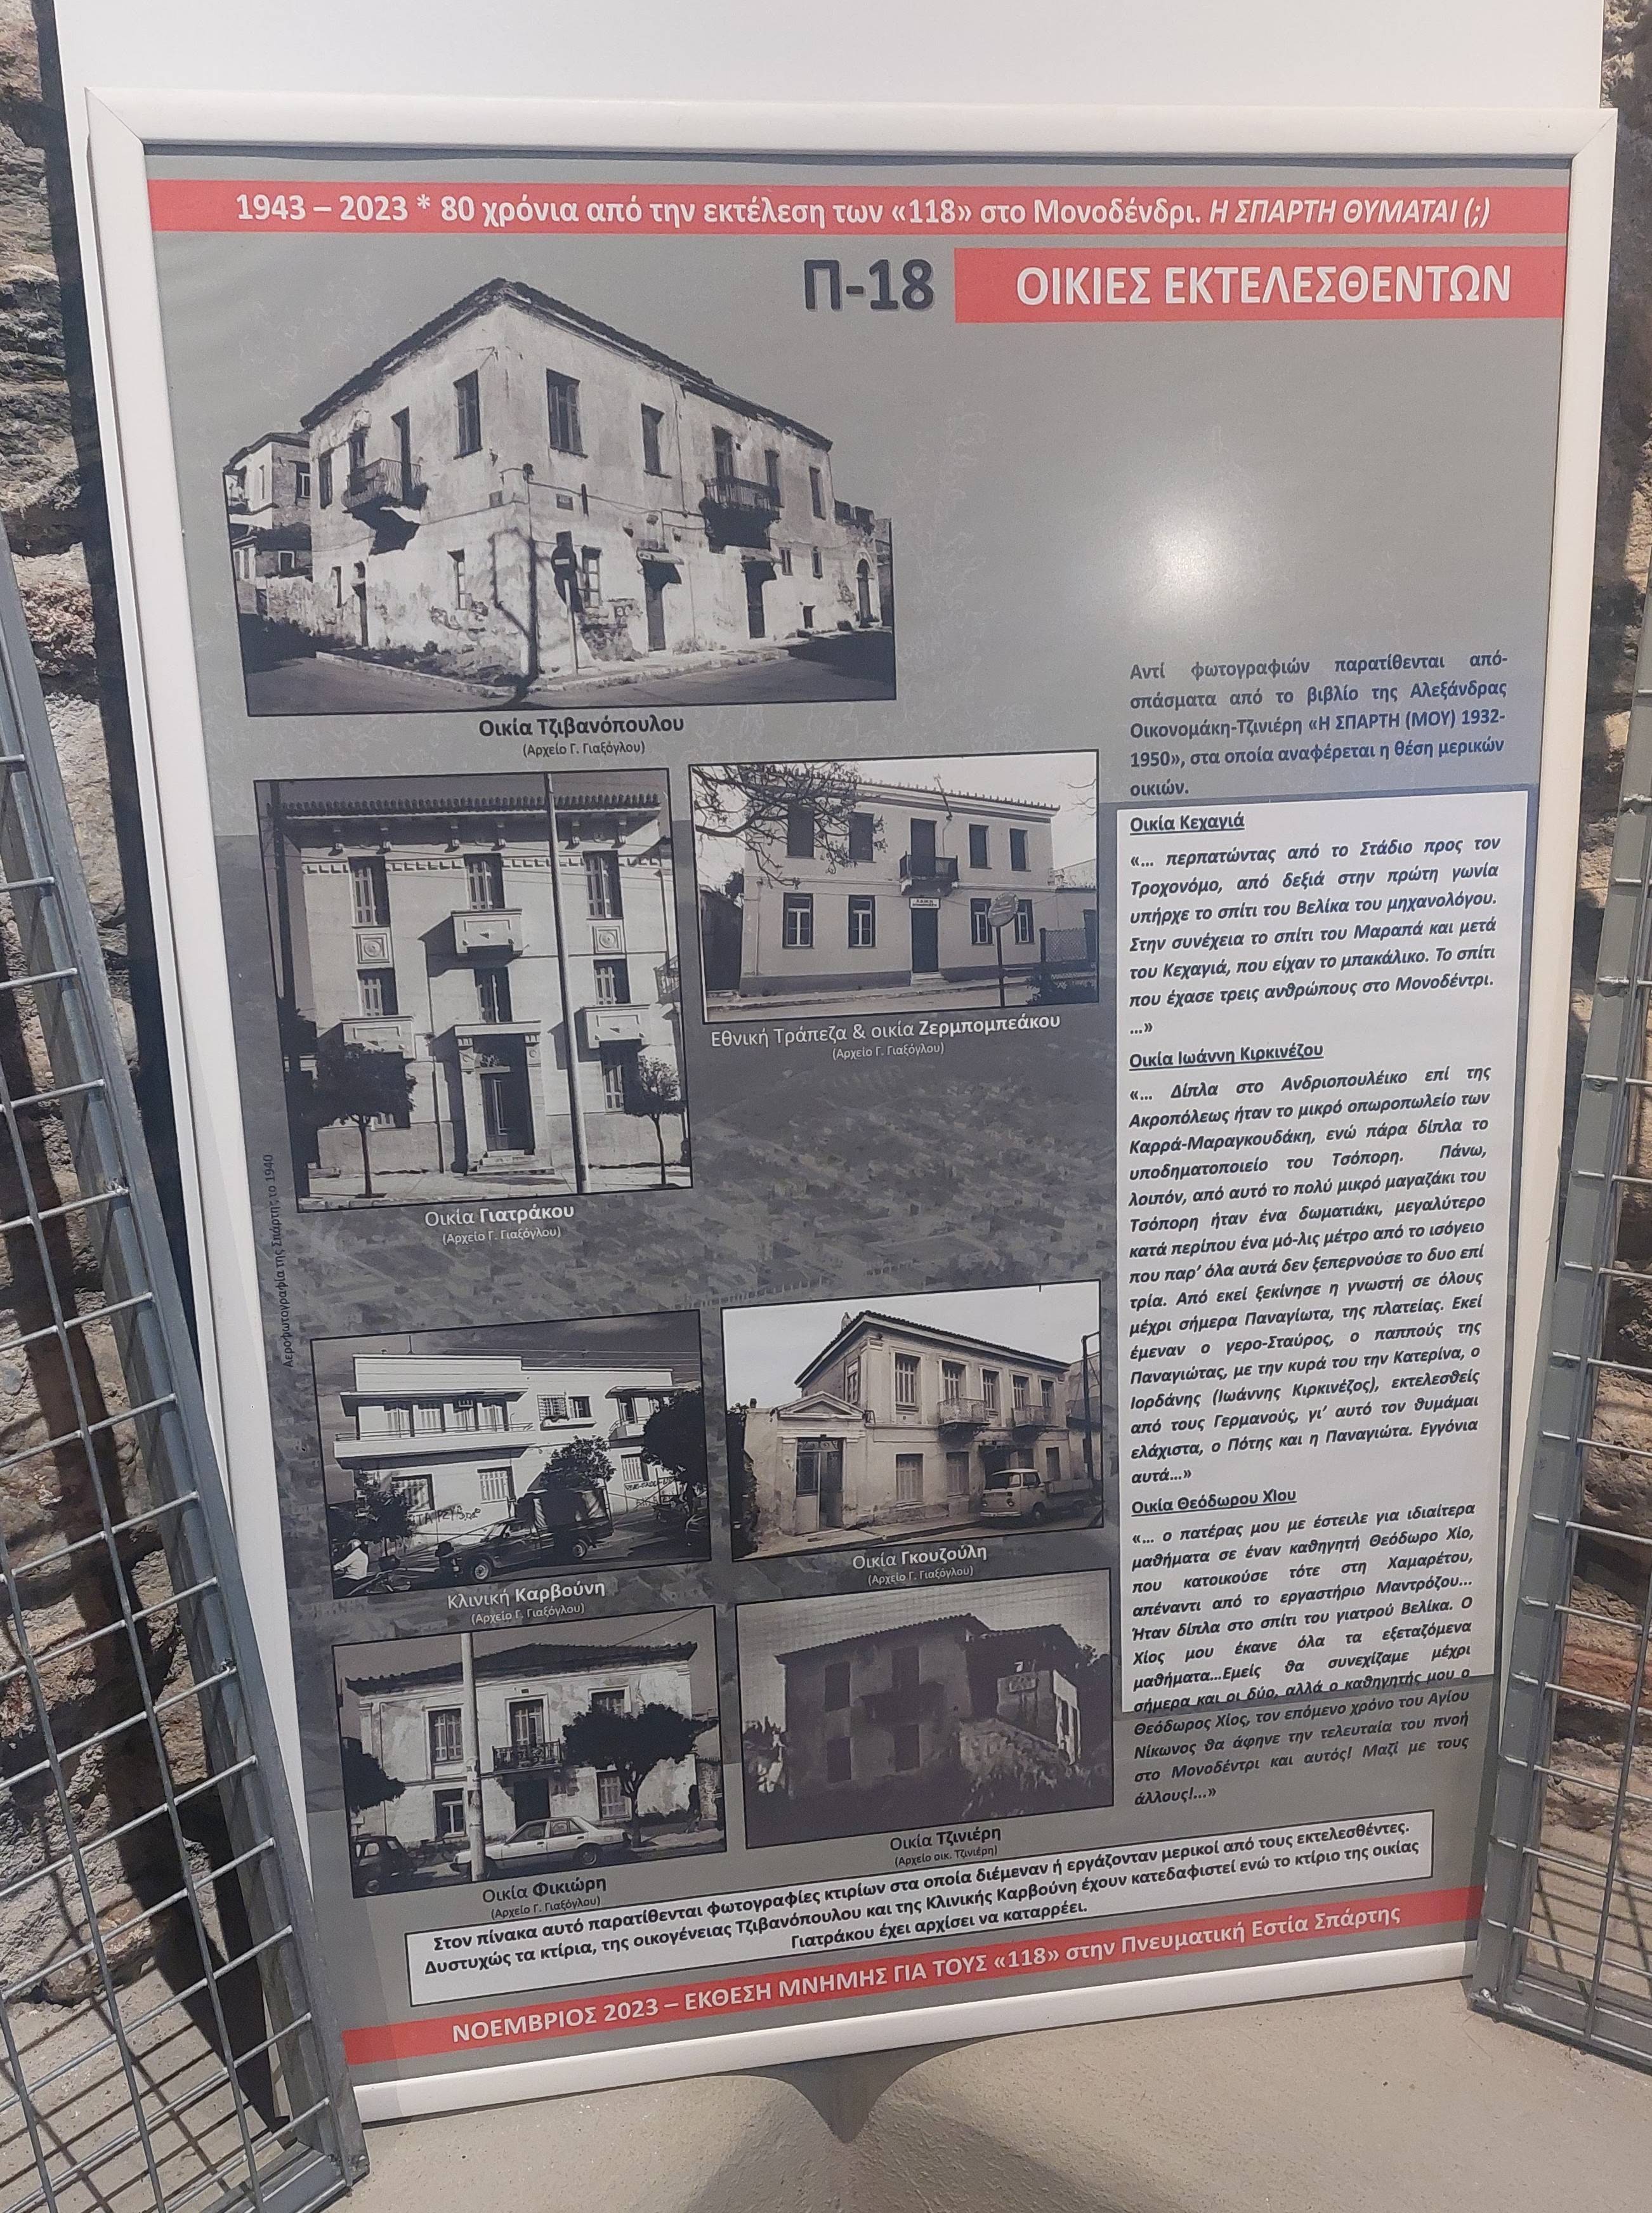 1943 – 2023 * 80 χρόνια από την εκτέλεση των «118» στο Μονοδένδρι. Η ΣΠΑΡΤΗ ΘΥΜΑΤΑΙ (;)
Π-18 ΟΙΚΙΕΣ ΕΚΤΕΛΕΣΘΕΝΤΩΝ
Οικία Τζιβανόπουλου
(Αρχείο Γ. Γιαξόγλου)
Εθνική Τράπεζα & οικία Ζερμπομπεάκου
(Αρχείο Γ. Γιαξόγλου)
Οικία Γιατράκου
(Αρχείο Γ. Γιαξόγλου)
Αεροφωτογραφία της Σπάρτης το 1940
Κλινική Καρβούνη
(Αρχείο Γ. Γιαξόγλου)
Οικία Γκουζούλη
(Αρχείο Γ. Γιαξόγλου)
Οικία Φικιώρη
(Αρχείο Γ. Γιαξόγλου)
Οικία Τζινιέρη
(Αρχείο οικ. Τζινιέρη)
Αντί φωτογραφιών παρατίθενται από-
σπάσματα από το βιβλίο της Αλεξάνδρας
Οικονομάκη-Τζινιέρη «Η ΣΠΑΡΤΗ (ΜΟΥ) 1932-
1950», στα οποία αναφέρεται η θέση μερικών
οικιών.
Οικία Κεχαγιά
«... περπατώντας από το Στάδιο προς τον
Τροχονόμο, από δεξιά στην πρώτη γωνία
υπήρχε το σπίτι του Βελίκα του μηχανολόγου.
Στην συνέχεια το σπίτι του Μαραπά και μετά
του Κεχαγιά, που είχαν το μπακάλικο. Το σπίτι
που έχασε τρεις ανθρώπους στο Μονοδέντρι.
...»
Οικία Ιωάννη Κιρκινέζου
«... Δίπλα στο Ανδριοπουλέικο επί της
Ακροπόλεως ήταν το μικρό οπωροπωλείο των
Καρρά-Μαραγκουδάκη, ενώ πάρα δίπλα το
υποδηματοποιείο του Τσόπορη. Πάνω,
λοιπόν, από αυτό το πολύ μικρό μαγαζάκι του
Τσόπορη ήταν ένα δωματιάκι, μεγαλύτερο
κατά περίπου ένα μό-λις μέτρο από το ισόγειο
που παρ’ όλα αυτά δεν ξεπερνούσε το δυο επί
τρία. Από εκεί ξεκίνησε η γνωστή σε όλους
μέχρι σήμερα Παναγίωτα, της πλατείας. Εκεί
έμεναν ο γερο-Σταύρος, ο παππούς της
Παναγιώτας, με την κυρά του την Κατερίνα, ο
Ιορδάνης (Ιωάννης Κιρκινέζος), εκτελεσθείς
από τους Γερμανούς, γι’ αυτό τον θυμάμαι
ελάχιστα, ο Πότης και η Παναγιώτα. Εγγόνια
αυτά...»
Οικία Θεόδωρου Χίου
«... ο πατέρας μου με έστειλε για ιδιαίτερα
μαθήματα σε έναν καθηγητή Θεόδωρο Χίο,
που κατοικούσε τότε στη Χαμαρέτου,
απέναντι από το εργαστήριο Μαντρόζου...
Ήταν δίπλα στο σπίτι του γιατρού Βελίκα. Ο
Χίος μου έκανε όλα τα εξεταζόμενα
μαθήματα...Εμείς θα συνεχίζαμε μέχρι
σήμερα και οι δύο, αλλά ο καθηγητής μου ο
Θεόδωρος Χίος, τον επόμενο χρόνο του Αγίου
Νίκωνος θα άφηνε την τελευταία του πνοή
στο Μονοδέντρι και αυτός! Μαζί με τους
άλλους!...»
Στον πίνακα αυτό παρατίθενται φωτογραφίες κτιρίων στα οποία διέμεναν ή εργάζονταν μερικοί από τους εκτελεσθέντες.
Δυστυχώς τα κτίρια, της οικογένειας Τζιβανόπουλου και της Κλινικής Καρβούνη έχουν κατεδαφιστεί ενώ το κτίριο της οικίας
Γιατράκου έχει αρχίσει να καταρρέει.
ΝΟΕΜΒΡΙΟΣ 2023 – ΕΚΘΕΣΗ ΜΝΗΜΗΣ ΓΙΑ ΤΟΥΣ «118» στην Πνευματική Εστία Σπάρτης